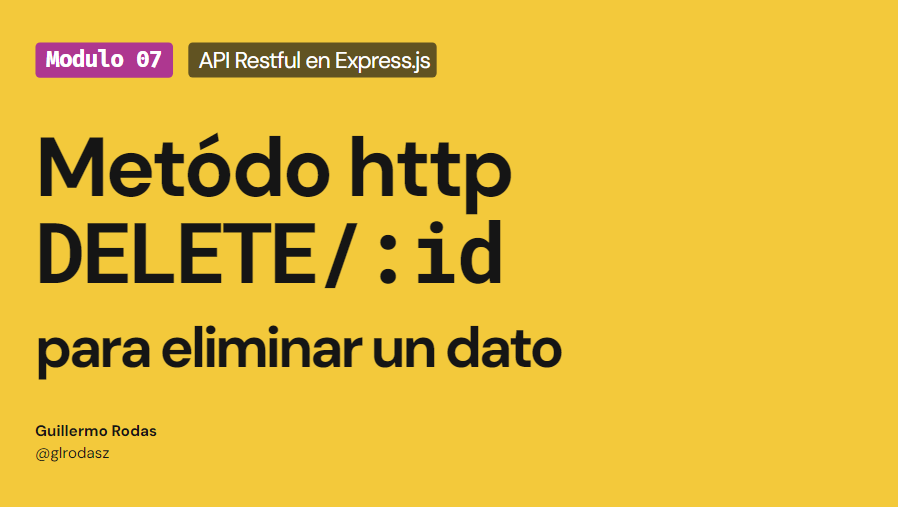 Modulo 07
API Restful en Express.js
Metódo http
DELETE/:id
para eliminar un dato
Guillermo Rodas
@glrodasz